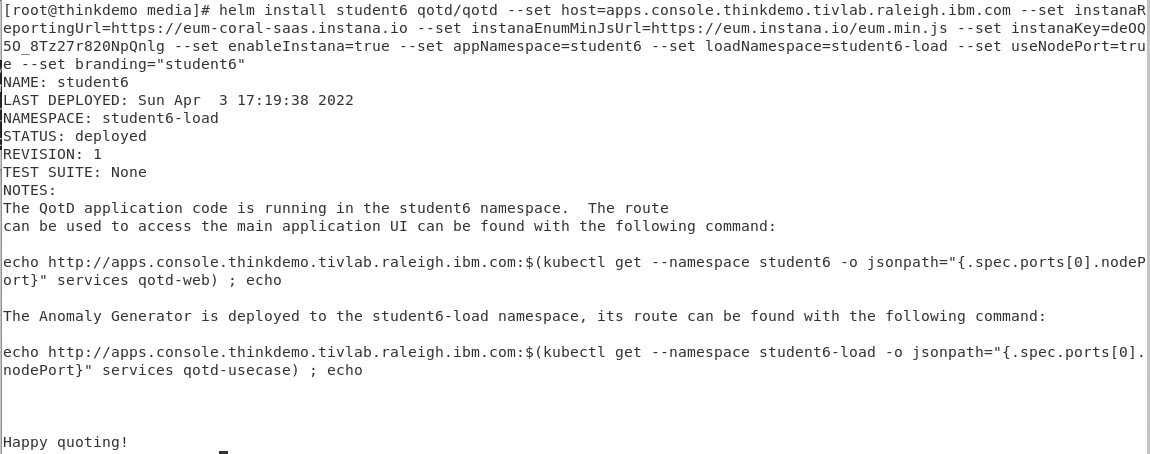 [root@thinkdemo media]# helm install student6 qotd/qotd --set host=apps.console.thinkdemo.tivlab.raleigh.ibm.com --set instanaR
eportingUrl=https://eum-coral-saas.instana.io --set instanaEnumMinJsUrl=https://eum.instana.io/eum.min.js --set instanaKey=deOQ
5O_8Tz27r820NpQnlg --set enableInstana=true --set appNamespace=student6 --set loadNamespace=student6-load --set useNodePort=tru
e --set branding="student6"
NAME: student6
LAST DEPLOYED: Sun Apr  3 17:19:38 2022
NAMESPACE: student6-load
STATUS: deployed
REVISION: 1
TEST SUITE: None
NOTES:
The QotD application code is running in the student6 namespace.  The route
can be used to access the main application UI can be found with the following command:
echo http://apps.console.thinkdemo.tivlab.raleigh.ibm.com:$(kubectl get --namespace student6 -o jsonpath="{.spec.ports[0].nodeP
ort}" services qotd-web) ; echo
The Anomaly Generator is deployed to the student6-load namespace, its route can be found with the following command:
echo http://apps.console.thinkdemo.tivlab.raleigh.ibm.com:$(kubectl get --namespace student6-load -o jsonpath="{.spec.ports[0].
nodePort}" services qotd-usecase) ; echo
Happy quoting!